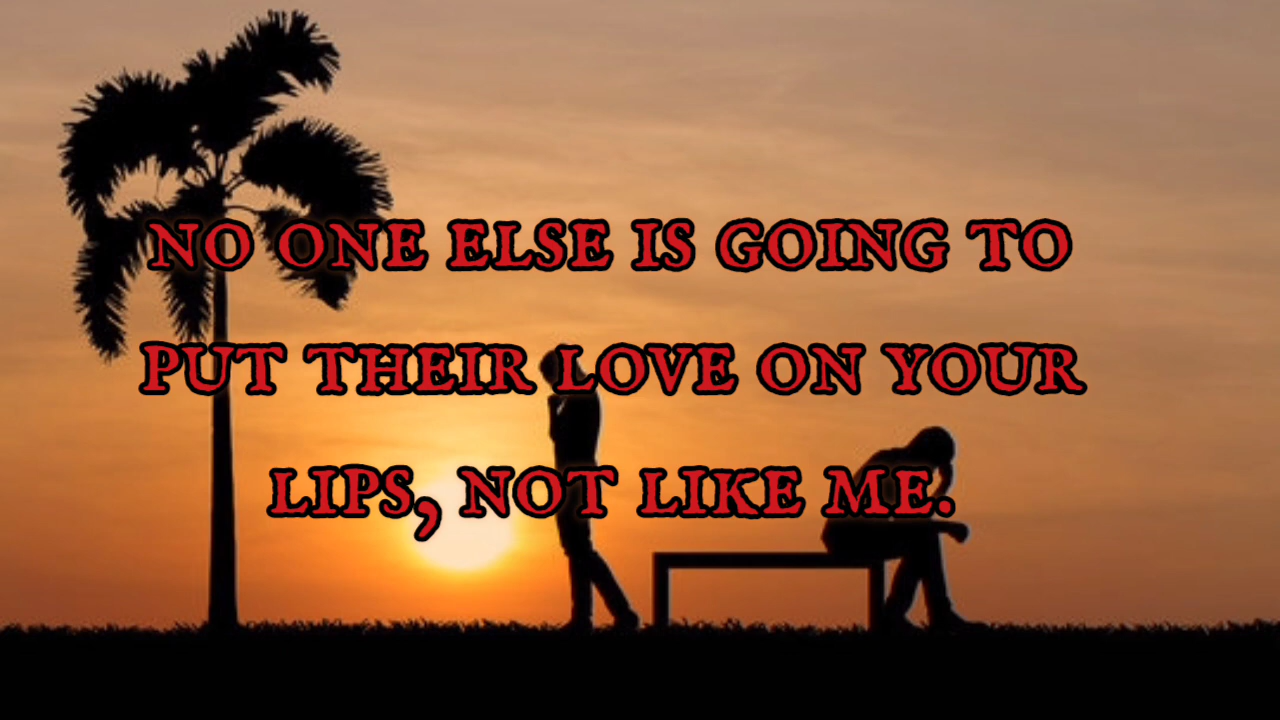 NO ONE ELSE IS GOING TO
PUT THEIR LOVE ON YOUR
LIPS, NOT LIKE ME.